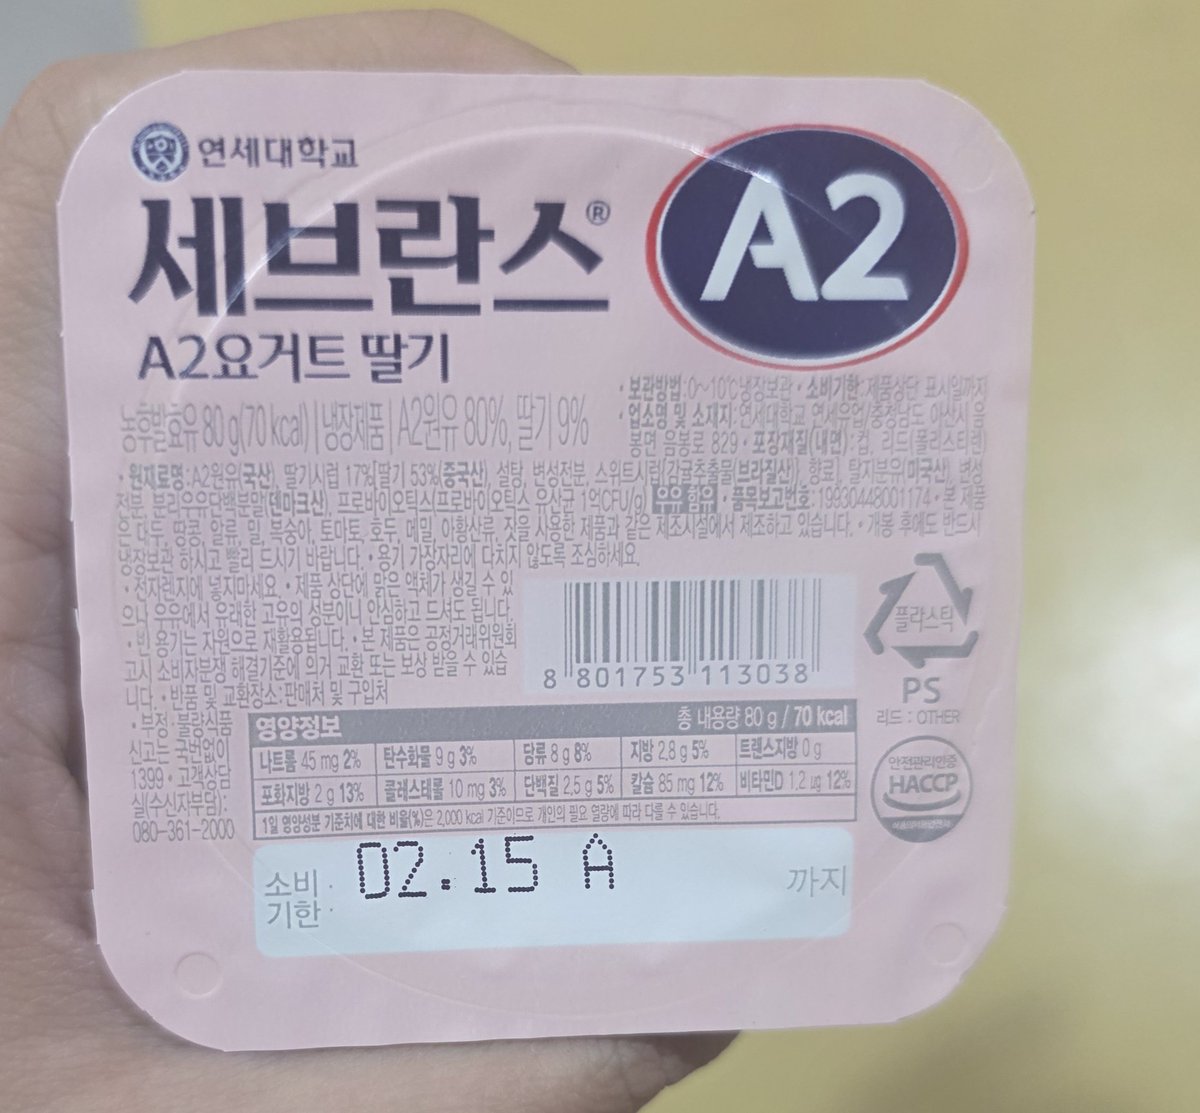 연세대학교
세브란스®
A2
A2요거트 딸기
농후발효유 80 g(70 kcal) | 냉장제품 | A2원유 80%, 딸기 9%
• 보관방법:0~10℃ 냉장보관 • 소비기한:제품상단 표시일까지
• 업소명 및 소재지:연세대학교 연세유업/충청남도 아산시 음
봉면 음봉로 829 • 포장재질(내면):컵, 리드(폴리스티렌)
• 원재료명:A2원유(국산), 딸기시럽 17%[딸기 53%(중국산), 설탕, 변성전분, 스위트시럽(감귤추출물(브라질산)), 향료], 탈지분유(미국산), 변성
전분, 분리우유단백분말(덴마크산), 프로바이오틱스(프로바이오틱스 유산균 1억CFU/g) 우유 함유 • 품목보고번호:19930448001174 • 본 제품
은 대두, 땅콩, 알류, 밀, 복숭아, 토마토, 호두, 메밀, 아황산류, 잣을 사용한 제품과 같은 제조시설에서 제조하고 있습니다. • 개봉 후에도 반드시
냉장보관 하시고 빨리 드시기 바랍니다. • 용기 가장자리에 다치지 않도록 조심하세요.
• 전자렌지에 넣지마세요. • 제품 상단에 맑은 액체가 생길 수 있
으나 우유에서 유래한 고유의 성분이니 안심하고 드셔도 됩니다.
• 빈 용기는 자원으로 재활용됩니다. • 본 제품은 공정거래위원회
고시 소비자분쟁 해결기준에 의거 교환 또는 보상 받을 수 있습
니다. • 반품 및 교환장소:판매처 및 구입처
• 부정·불량식품
신고는 국번없이
1399 • 고객상담
실(수신자부담):
080-361-2000
8 801753 113038
플라스틱
PS
리드 : OTHER
영양정보 총 내용량 80 g / 70 kcal
나트륨 45 mg 2% 탄수화물 9 g 3% 당류 8 g 8% 지방 2.8 g 5% 트랜스지방 0 g
포화지방 2 g 13% 콜레스테롤 10 mg 3% 단백질 2.5 g 5% 칼슘 85 mg 12% 비타민D 1.2 ㎍ 12%
1일 영양성분 기준치에 대한 비율(%)은 2,000 kcal 기준이므로 개인의 필요 열량에 따라 다를 수 있습니다.
안전관리인증
HACCP
식품의약품안전처
소비기한 02.15 A 까지